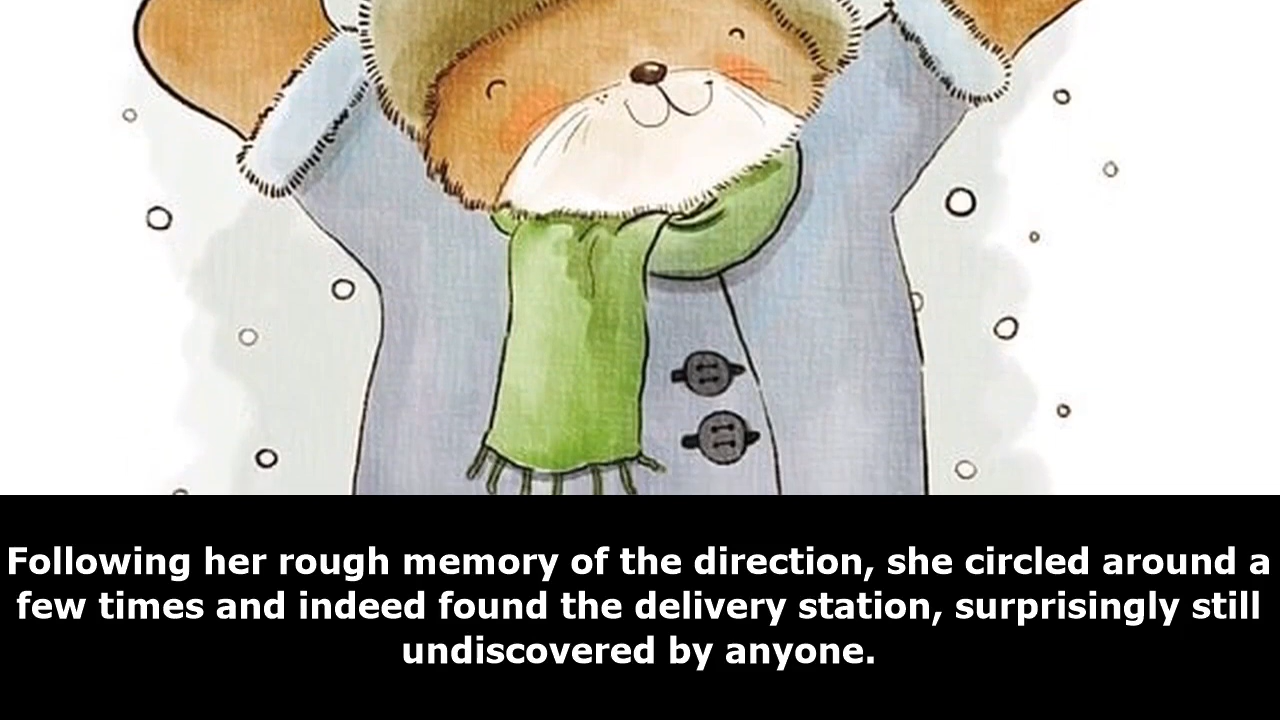 Following her rough memory of the direction, she circled around a
few times and indeed found the delivery station, surprisingly still
undiscovered by anyone.